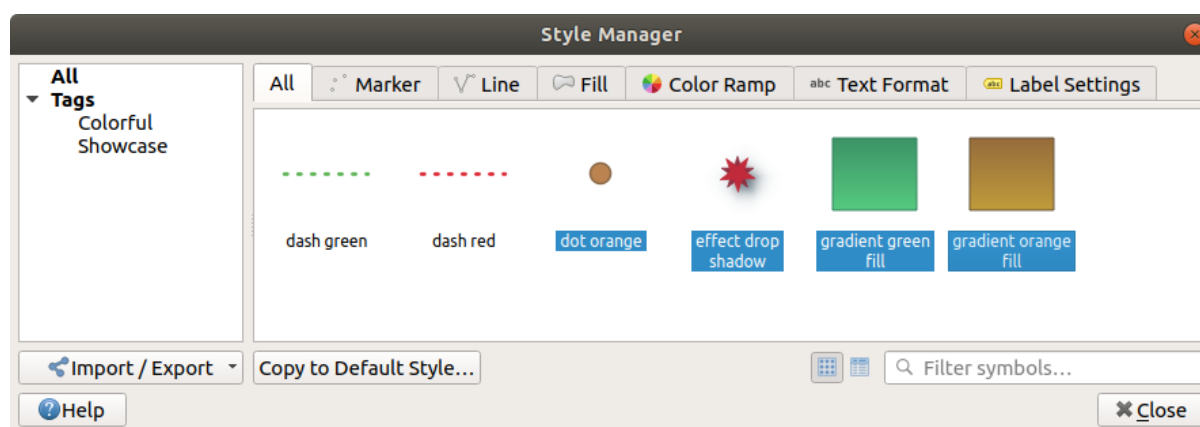 Style Manager
All
Tags
Colorful
Showcase
All
Marker
Line
Fill
Color Ramp
abc Text Format
abc Label Settings
dash green
dash red
dot orange
effect drop
shadow
gradient green
fill
gradient orange
fill
Import / Export
Copy to Default Style...
Filter symbols...
Help
Close